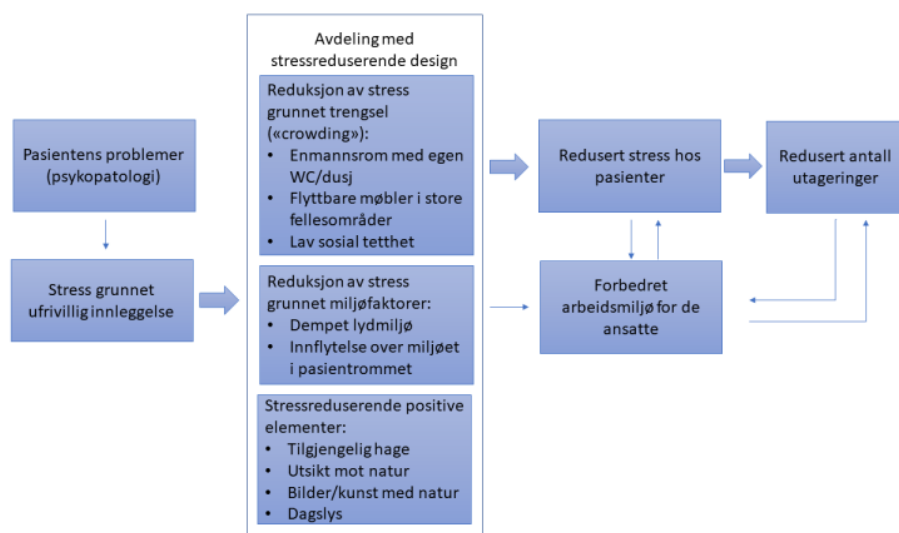 Pasientens problemer
(psykopatologi)
Stress grunnet
ufrivillig innleggelse
Avdeling med
stressreduserende design
Reduksjon av stress
grunnet trengsel
(«crowding»):
• Enmannsrom med egen
WC/dusj
• Flyttbare møbler i store
fellesområder
• Lav sosial tetthet
Reduksjon av stress
grunnet miljøfaktorer:
• Dempet lydmiljø
• Innflytelse over miljøet
i pasientrommet
Stressreduserende positive
elementer:
• Tilgjengelig hage
• Utsikt mot natur
• Bilder/kunst med natur
• Dagslys
Redusert stress hos
pasienter
Forbedret
arbeidsmiljø for de
ansatte
Redusert antall
utageringer